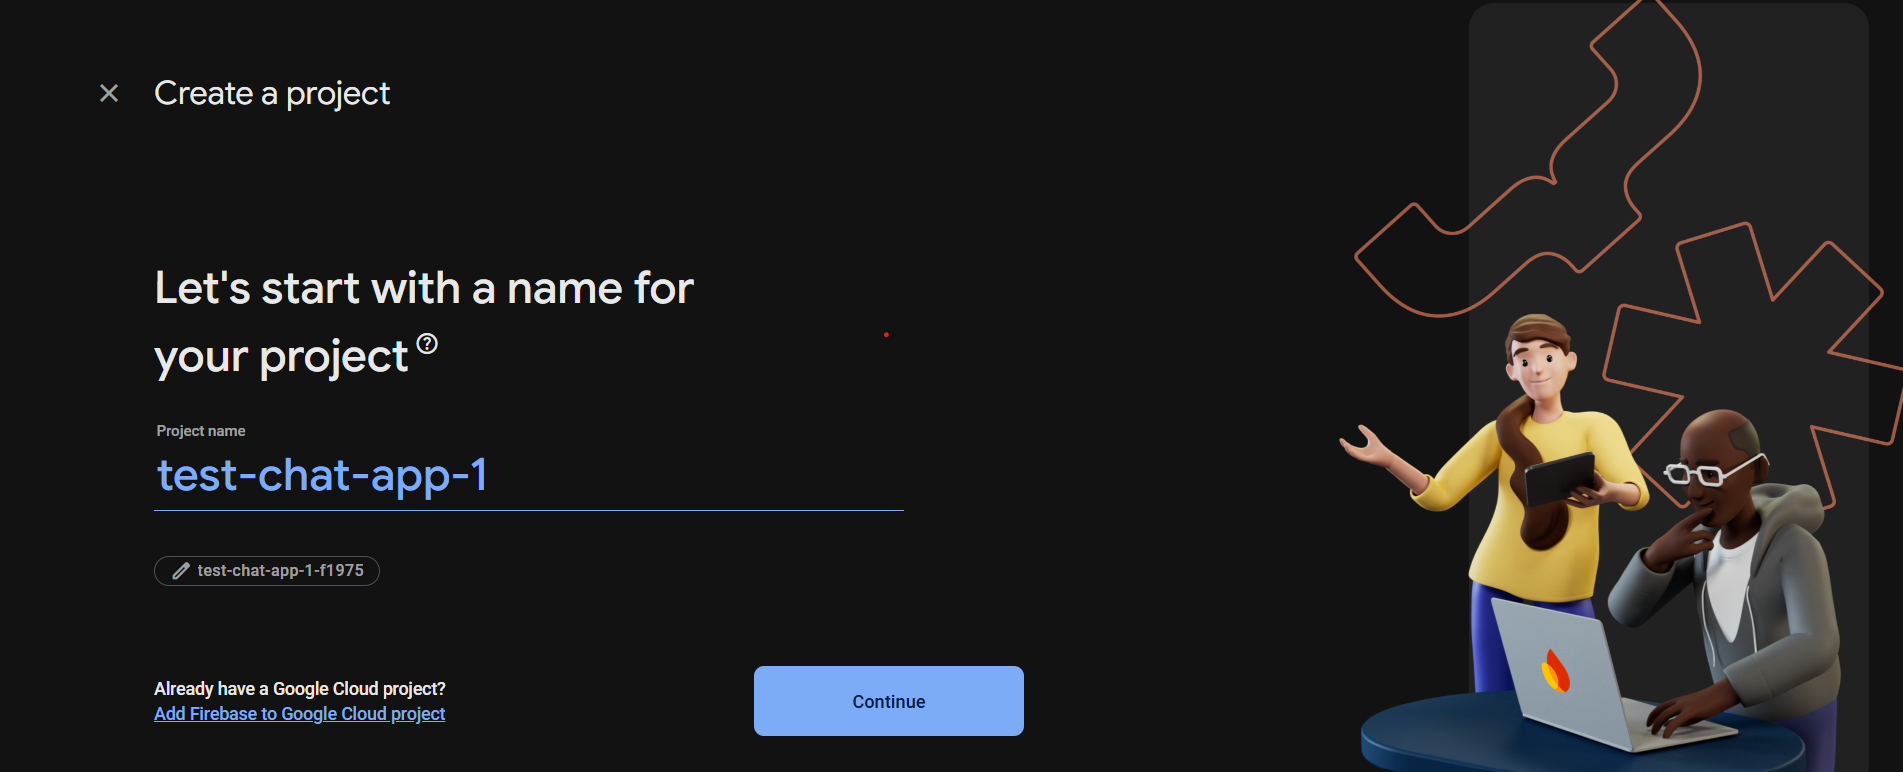 Create a project
Let's start with a name for
your project
Project name
test-chat-app-1
test-chat-app-1-f1975
Already have a Google Cloud project?
Add Firebase to Google Cloud project
Continue